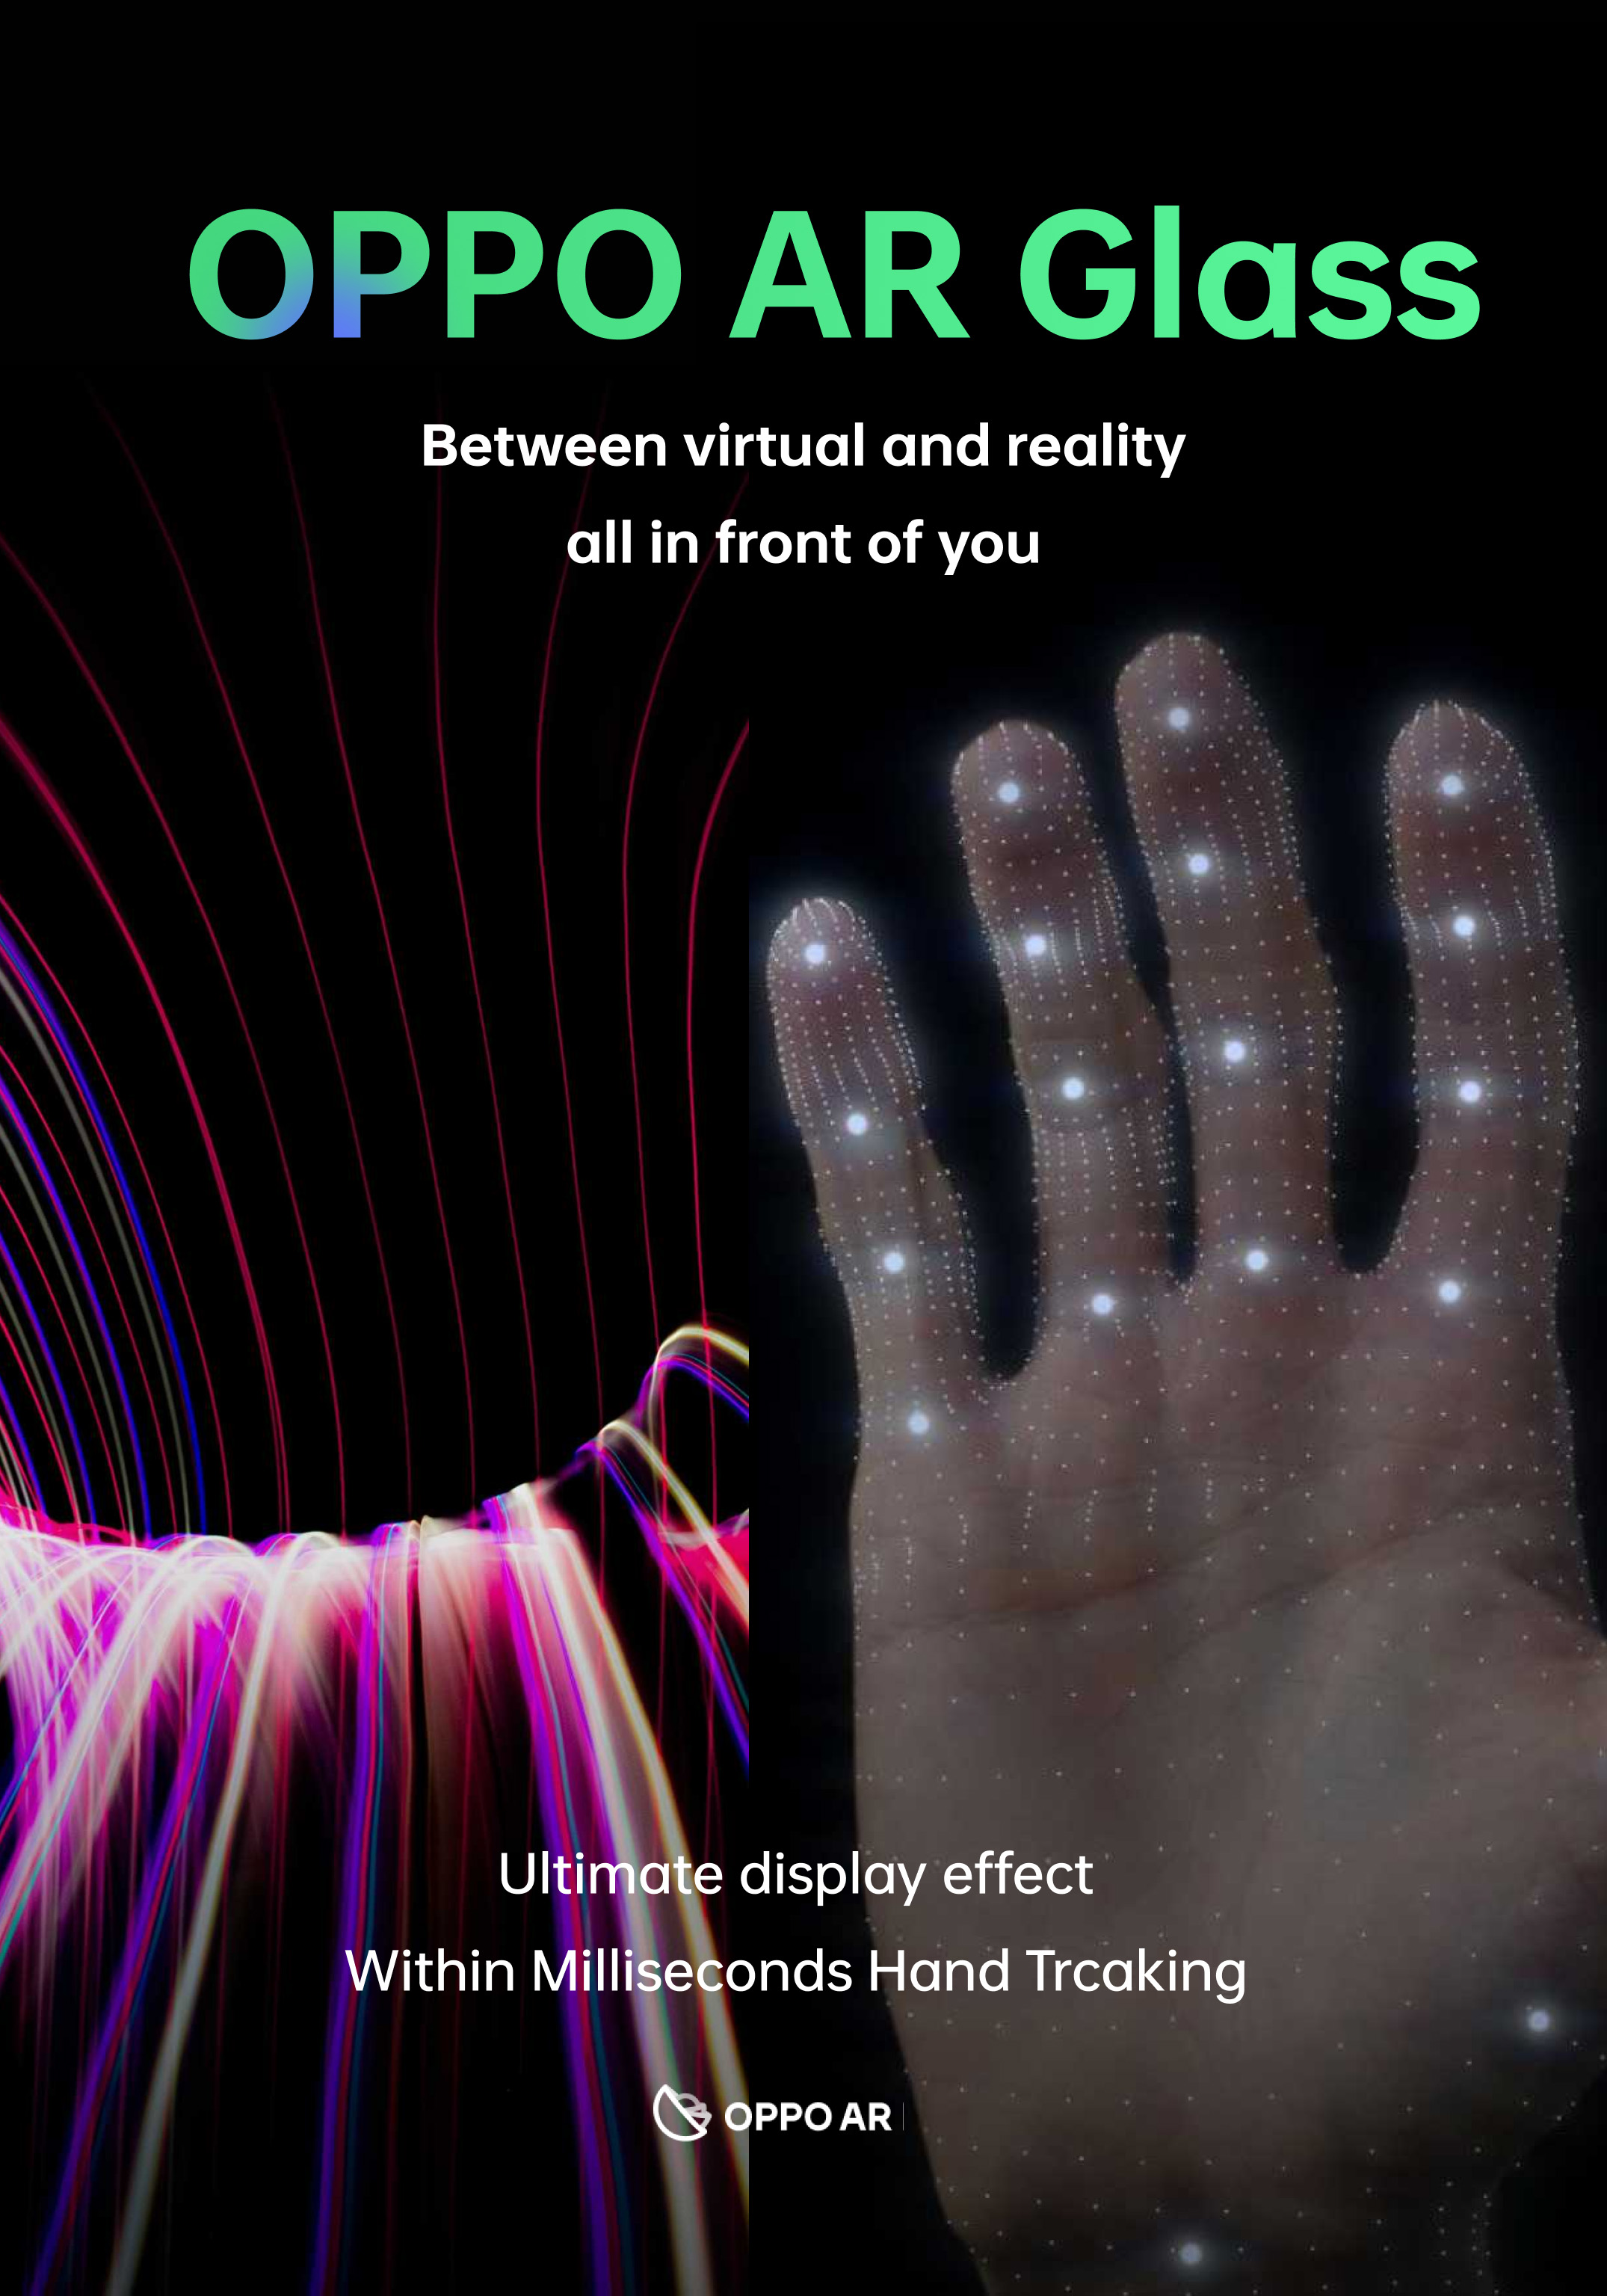 OPPO AR Glass
Between virtual and reality
all in front of you
Ultimate display effect
Within Milliseconds Hand Trcaking
OPPO AR